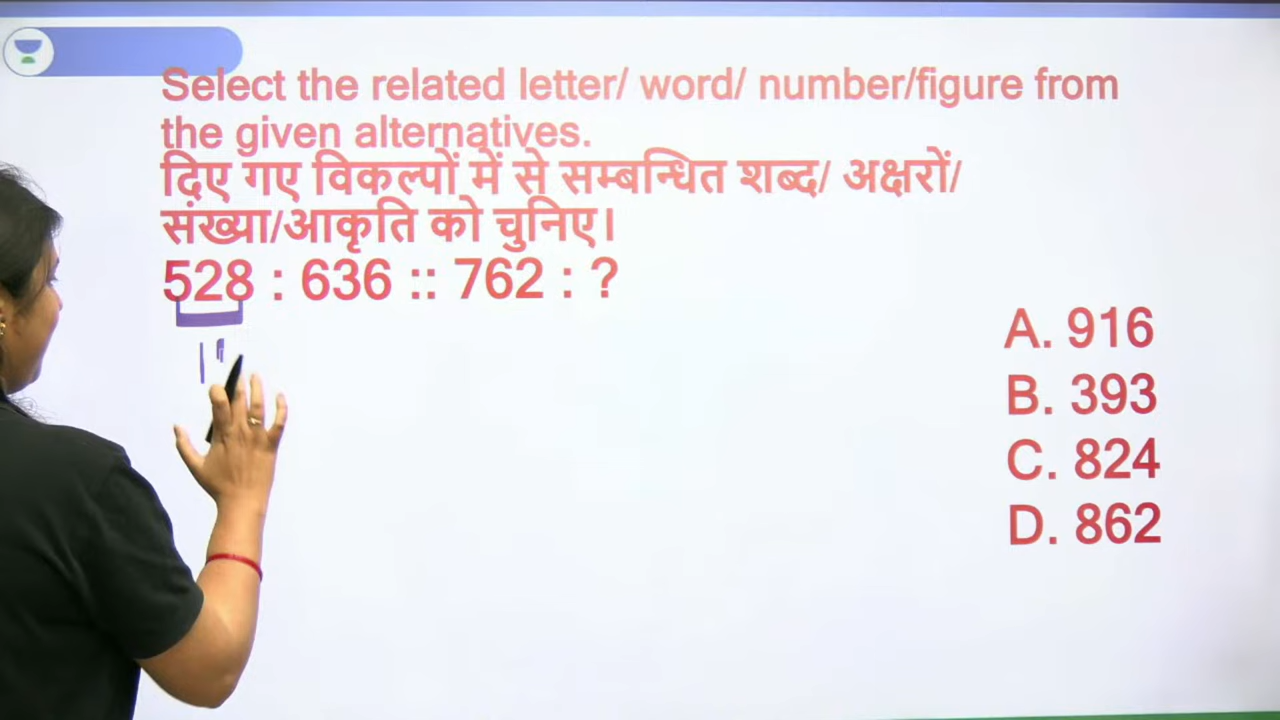 Select the related letter/ word/ number/figure from
the given alternatives.
दिए गए विकल्पों में से सम्बन्धित शब्द/ अक्षरों/
संख्या/आकृति को चुनिए।
528 : 636 :: 762 : ?
A. 916
B. 393
C. 824
D. 862